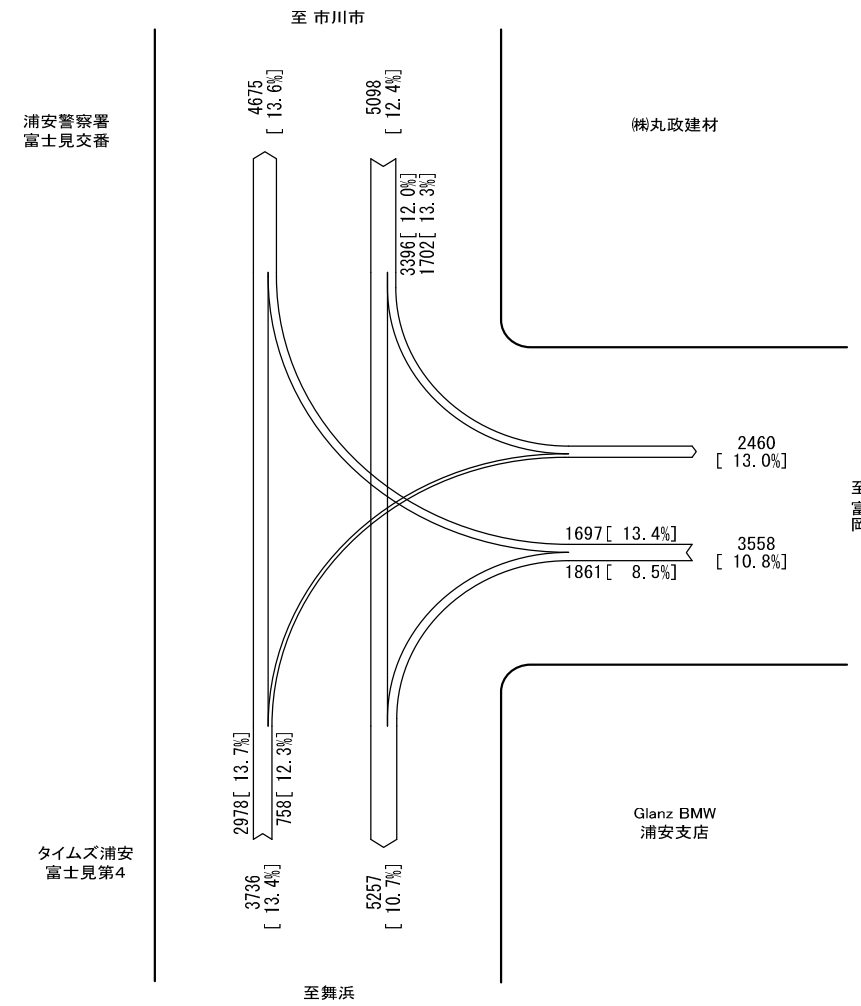 至 市川市
4675
[ 13.6%]
5098
[ 12.4%]
浦安警察署
富士見交番
㈱丸政建材
3396[ 12.0%]
1702[ 13.3%]
2460
[ 13.0%]
至 富岡
1697[ 13.4%]
3558
[ 10.8%]
1861[  8.5%]
2978[ 13.7%]
758[ 12.3%]
Glanz BMW
浦安支店
タイムズ浦安
富士見第4
3736
[ 13.4%]
5257
[ 10.7%]
至舞浜